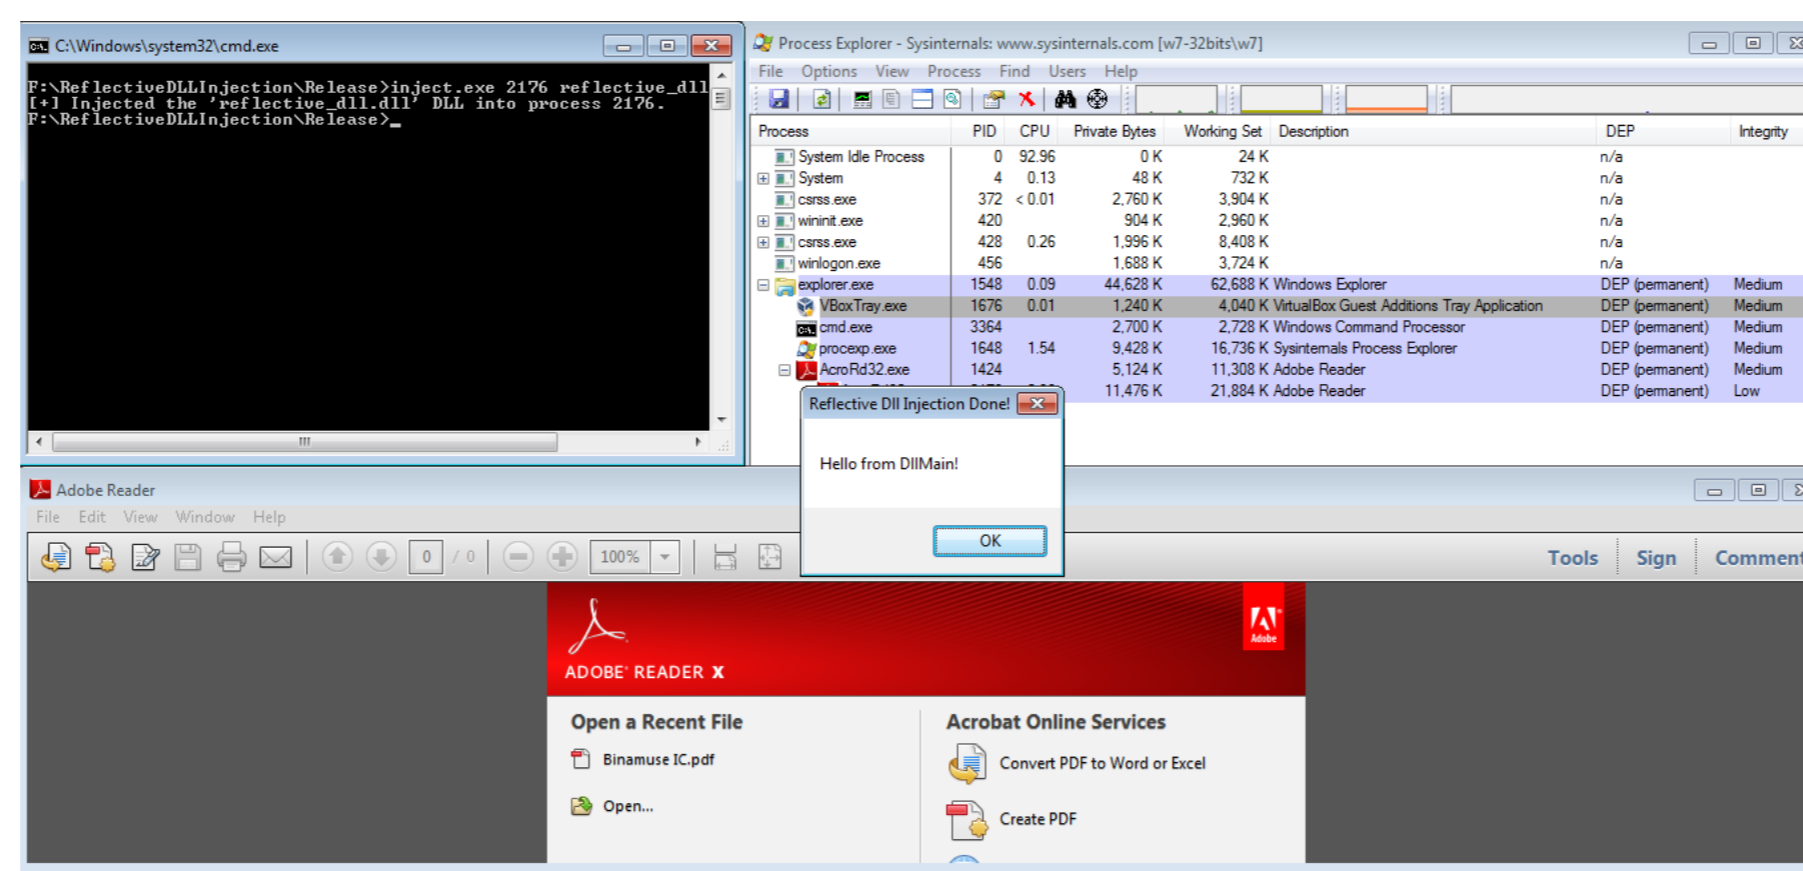 C:\Windows\system32\cmd.exe
F:\ReflectiveDLLInjection\Release>inject.exe 2176 reflective_dll
[+] Injected the 'reflective_dll.dll' DLL into process 2176.
F:\ReflectiveDLLInjection\Release>_
Process Explorer - Sysinternals: www.sysinternals.com [w7-32bits\w7]
File Options View Process Find Users Help
Process PID CPU Private Bytes Working Set Description DEP Integrity
System Idle Process 0 92.96 0 K 24 K n/a
System 4 0.13 48 K 732 K n/a
csrss.exe 372 < 0.01 2,760 K 3,904 K n/a
wininit.exe 420 904 K 2,960 K n/a
csrss.exe 428 0.26 1,996 K 8,408 K n/a
winlogon.exe 456 1,688 K 3,724 K n/a
explorer.exe 1548 0.09 44,628 K 62,688 K Windows Explorer DEP (permanent) Medium
VBoxTray.exe 1676 0.01 1,240 K 4,040 K VirtualBox Guest Additions Tray Application DEP (permanent) Medium
cmd.exe 3364 2,700 K 2,728 K Windows Command Processor DEP (permanent) Medium
procexp.exe 1648 1.54 9,428 K 16,736 K Sysinternals Process Explorer DEP (permanent) Medium
AcroRd32.exe 1424 5,124 K 11,308 K Adobe Reader DEP (permanent) Medium
11,476 K 21,884 K Adobe Reader DEP (permanent) Low
Reflective Dll Injection Done!
Hello from DllMain!
OK
Adobe Reader
File Edit View Window Help
0 / 0 100% Tools Sign Comment
Adobe
ADOBE® READER X
Open a Recent File
Binamuse IC.pdf
Open...
Acrobat Online Services
Convert PDF to Word or Excel
Create PDF